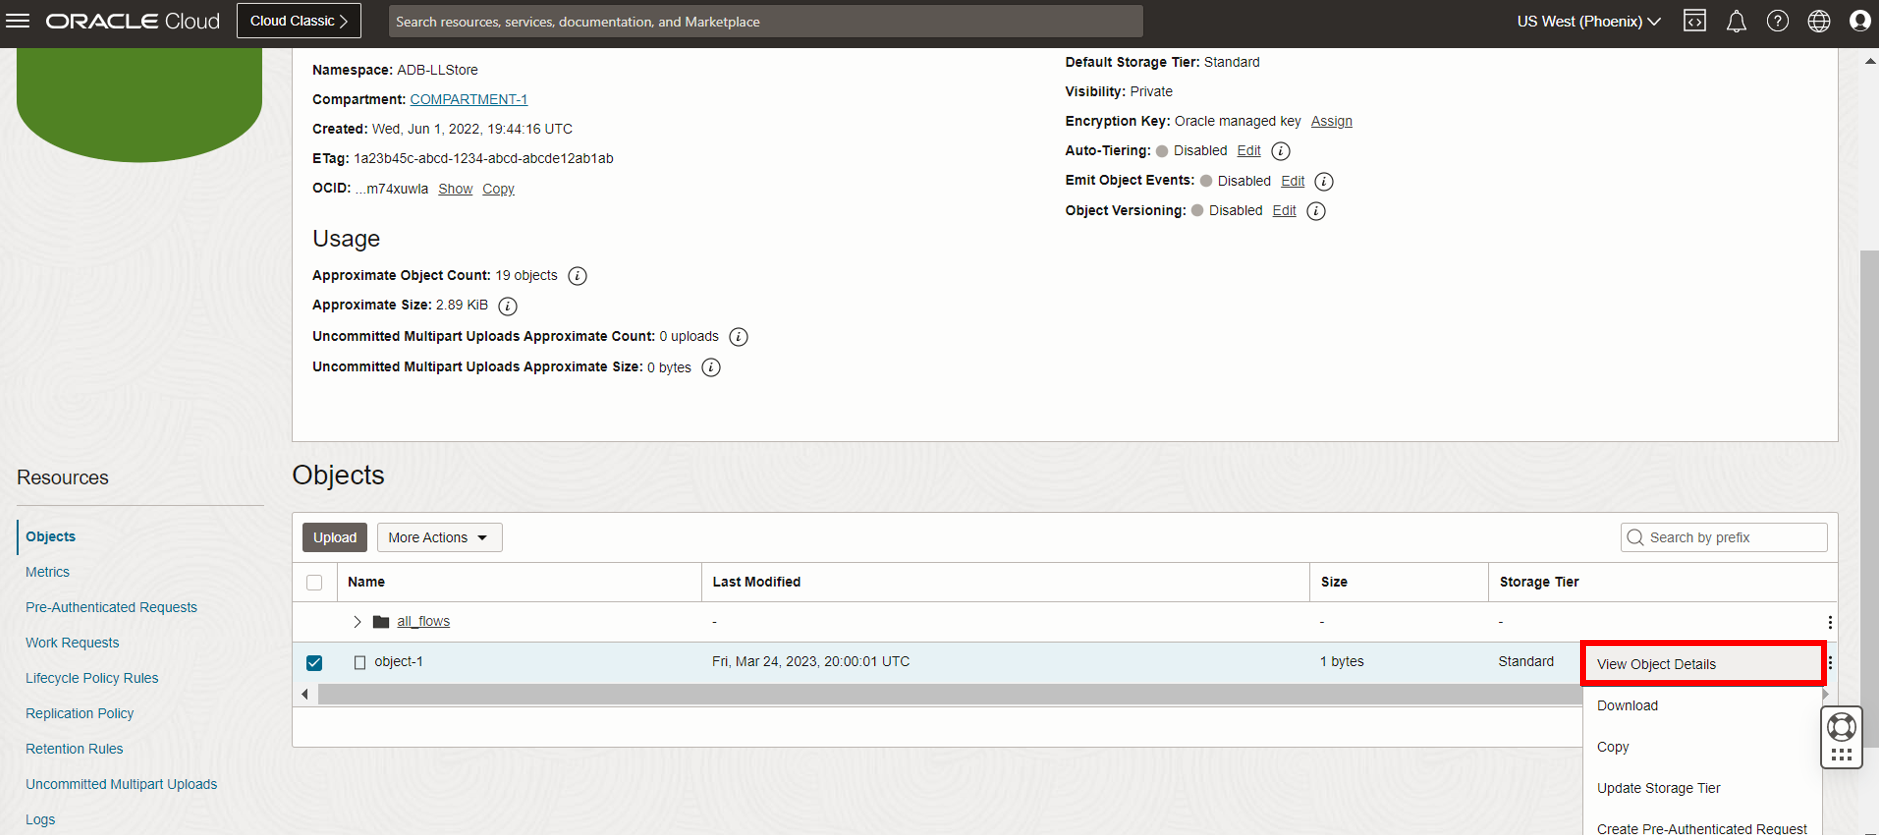 ORACLE Cloud
Cloud Classic
Search resources, services, documentation, and Marketplace
US West (Phoenix)
Namespace: ADB-LLStore
Compartment: COMPARTMENT-1
Created: Wed, Jun 1, 2022, 19:44:16 UTC
ETag: 1a23b45c-abcd-1234-abcd-abcde12ab1ab
OCID: ...m74xuwla Show Copy
Default Storage Tier: Standard
Visibility: Private
Encryption Key: Oracle managed key Assign
Auto-Tiering: Disabled Edit i
Emit Object Events: Disabled Edit i
Object Versioning: Disabled Edit i
Usage
Approximate Object Count: 19 objects i
Approximate Size: 2.89 KiB i
Uncommitted Multipart Uploads Approximate Count: 0 uploads i
Uncommitted Multipart Uploads Approximate Size: 0 bytes i
Resources
Objects
Metrics
Pre-Authenticated Requests
Work Requests
Lifecycle Policy Rules
Replication Policy
Retention Rules
Uncommitted Multipart Uploads
Logs
Objects
Upload
More Actions
Search by prefix
Name Last Modified Size Storage Tier
all_flows - - -
object-1 Fri, Mar 24, 2023, 20:00:01 UTC 1 bytes Standard
View Object Details
Download
Copy
Update Storage Tier
Create Pre-Authenticated Request